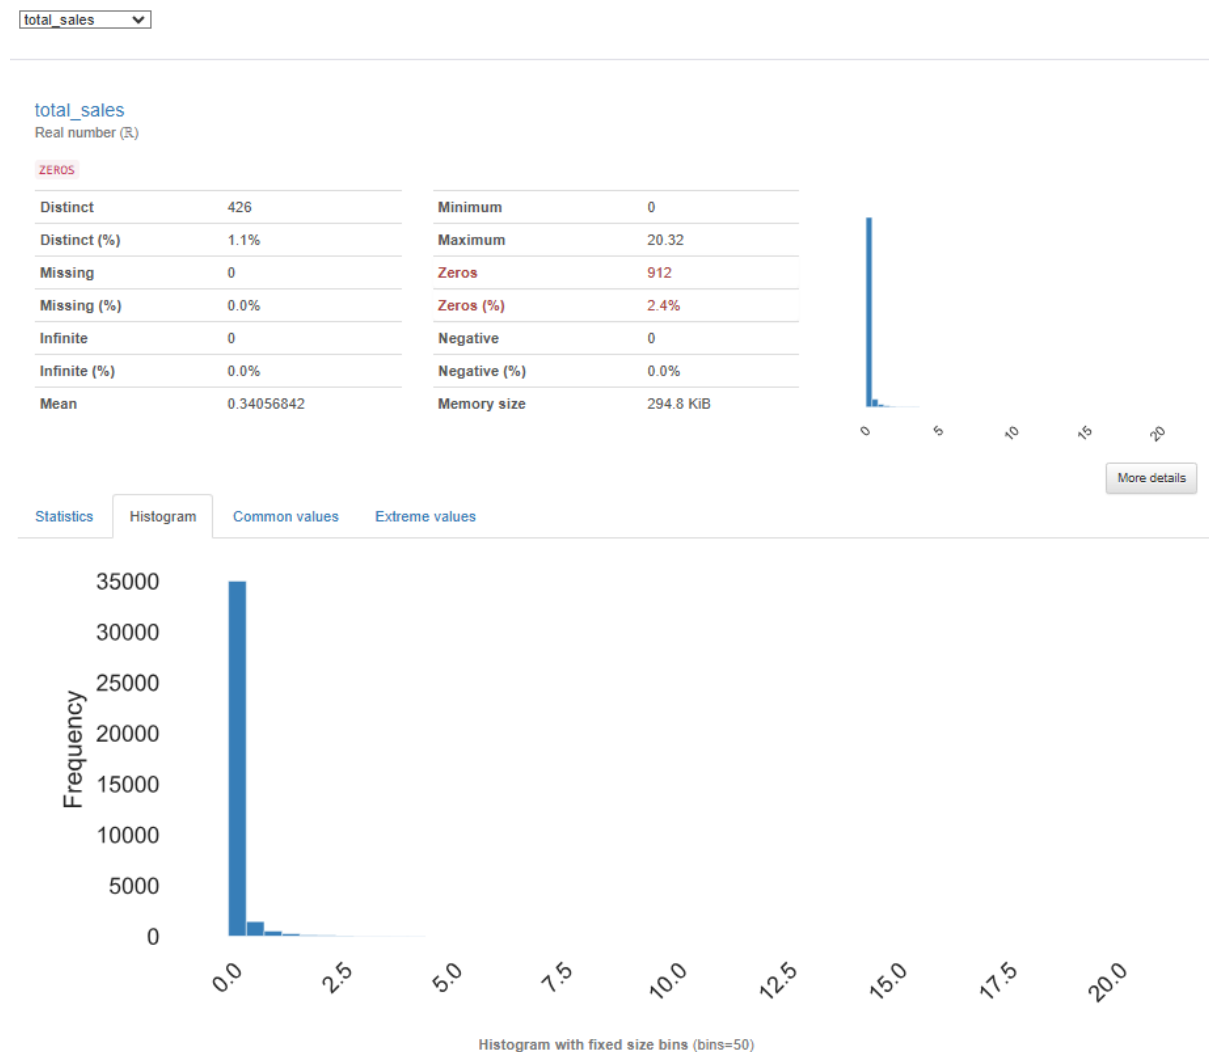 total_sales
total_sales
Real number (ℝ)
ZEROS
Distinct 426
Distinct (%) 1.1%
Missing 0
Missing (%) 0.0%
Infinite 0
Infinite (%) 0.0%
Mean 0.34056842
Minimum 0
Maximum 20.32
Zeros 912
Zeros (%) 2.4%
Negative 0
Negative (%) 0.0%
Memory size 294.8 KiB
0 5 10 15 20
More details
Statistics Histogram Common values Extreme values
35000
30000
25000
20000
15000
10000
5000
0
Frequency
0.0 2.5 5.0 7.5 10.0 12.5 15.0 17.5 20.0
Histogram with fixed size bins (bins=50)